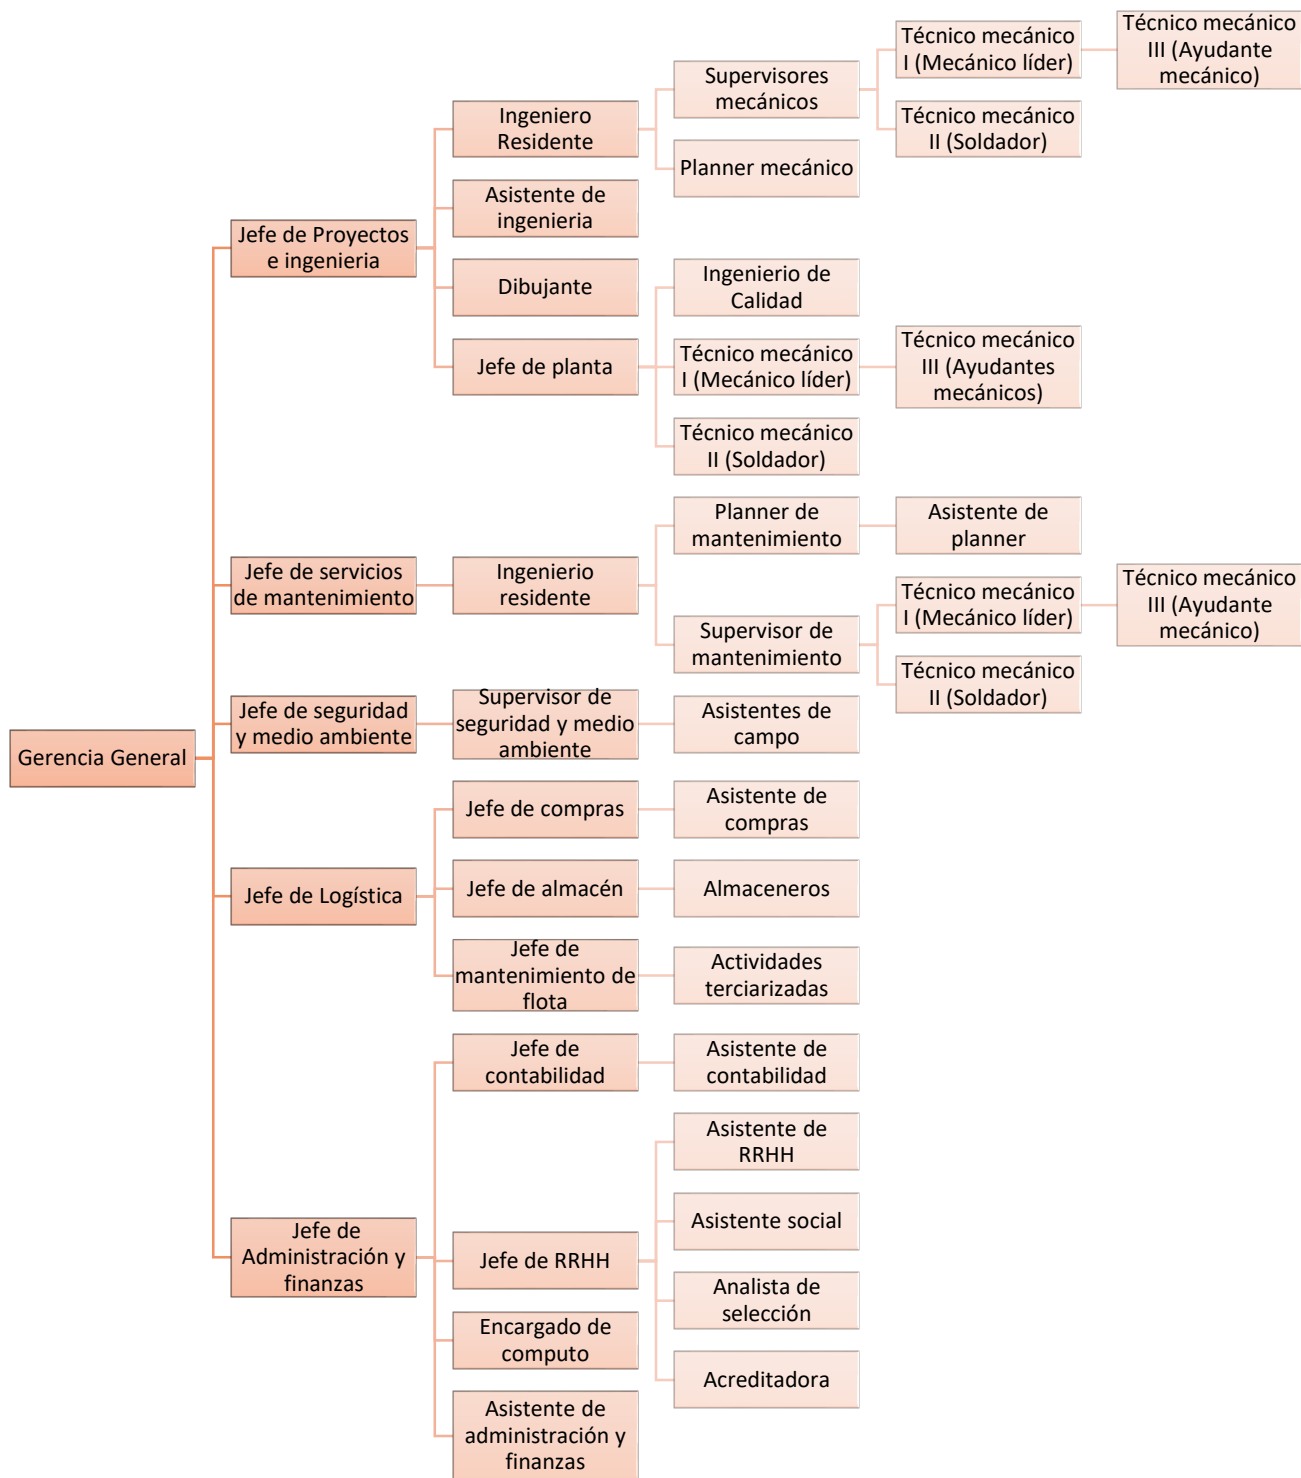 Gerencia General
Jefe de Proyectos
e ingenieria
Ingeniero
Residente
Supervisores
mecánicos
Técnico mecánico
I (Mecánico líder)
Técnico mecánico
III (Ayudante
mecánico)
Técnico mecánico
II (Soldador)
Planner mecánico
Asistente de
ingenieria
Dibujante
Jefe de planta
Ingenierio de
Calidad
Técnico mecánico
I (Mecánico líder)
Técnico mecánico
III (Ayudantes
mecánicos)
Técnico mecánico
II (Soldador)
Jefe de servicios
de mantenimiento
Ingenierio
residente
Planner de
mantenimiento
Asistente de
planner
Supervisor de
mantenimiento
Técnico mecánico
I (Mecánico líder)
Técnico mecánico
III (Ayudante
mecánico)
Técnico mecánico
II (Soldador)
Jefe de seguridad
y medio ambiente
Supervisor de
seguridad y medio
ambiente
Asistentes de
campo
Jefe de Logística
Jefe de compras
Asistente de
compras
Jefe de almacén
Almaceneros
Jefe de
mantenimiento de
flota
Actividades
terciarizadas
Jefe de
Administración y
finanzas
Jefe de
contabilidad
Asistente de
contabilidad
Jefe de RRHH
Asistente de
RRHH
Asistente social
Analista de
selección
Acreditadora
Encargado de
computo
Asistente de
administración y
finanzas